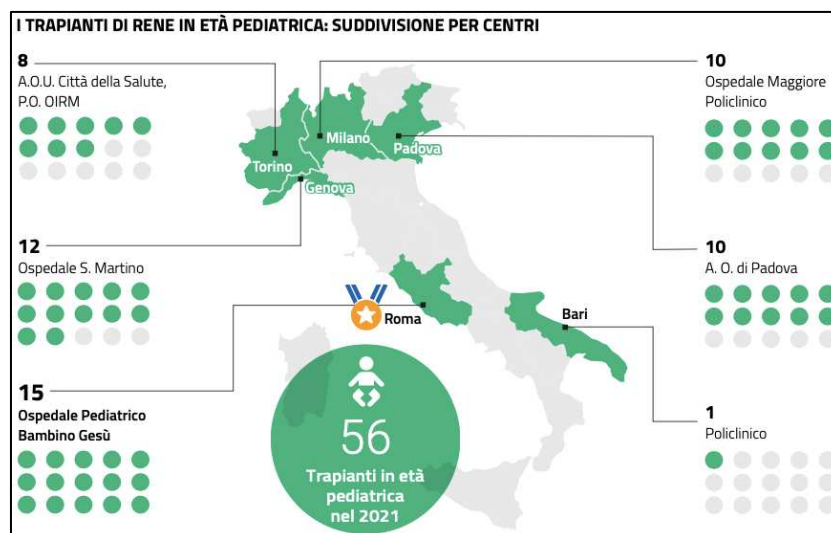 I TRAPIANTI DI RENE IN ETÀ PEDIATRICA: SUDDIVISIONE PER CENTRI
8
A.O.U. Città della Salute,
P.O. OIRM
10
Ospedale Maggiore
Policlinico
Milano
Padova
Torino
Genova
12
Ospedale S. Martino
10
A. O. di Padova
Roma
Bari
15
Ospedale Pediatrico
Bambino Gesù
56
Trapianti in età
pediatrica
nel 2021
1
Policlinico